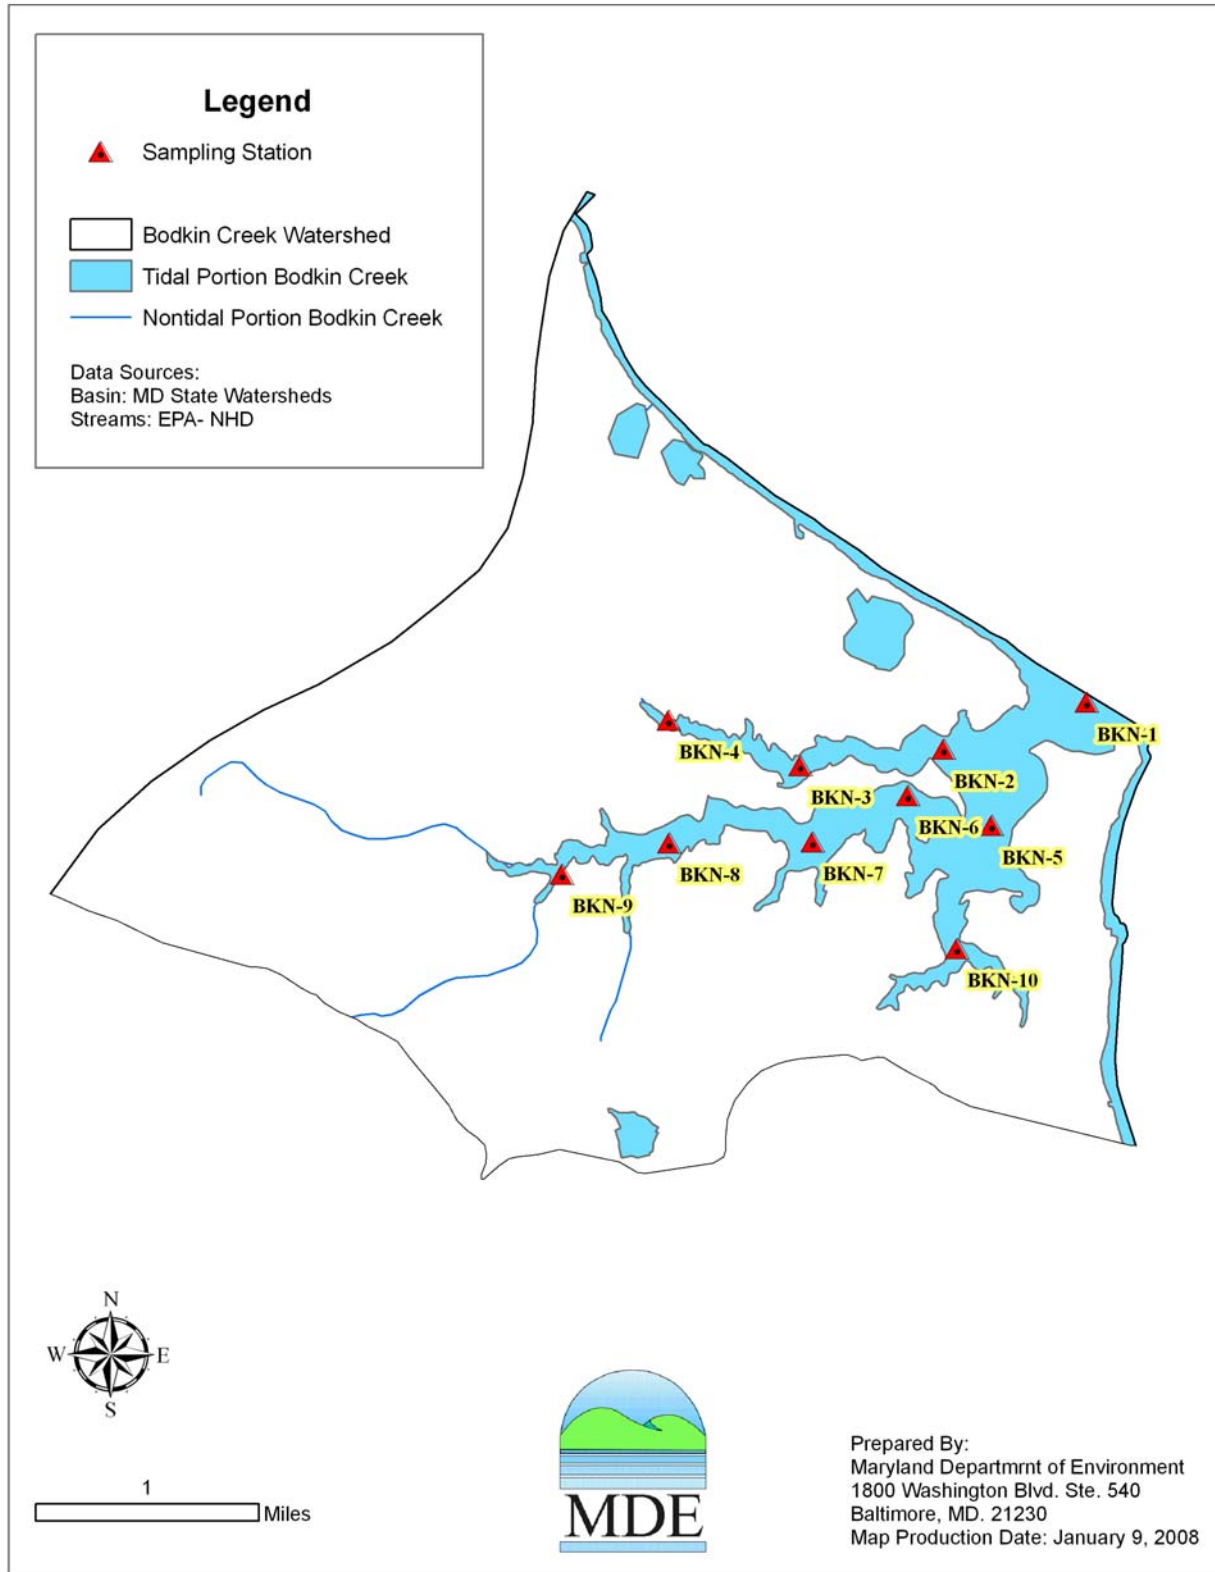 Legend
Sampling Station
Bodkin Creek Watershed
Tidal Portion Bodkin Creek
Nontidal Portion Bodkin Creek
Data Sources:
Basin: MD State Watersheds
Streams: EPA- NHD
BKN-1
BKN-4
BKN-2
BKN-3
BKN-6
BKN-5
BKN-8
BKN-7
BKN-9
BKN-10
N
W E
S
1
Miles
MDE
Prepared By:
Maryland Departmrnt of Environment
1800 Washington Blvd. Ste. 540
Baltimore, MD. 21230
Map Production Date: January 9, 2008